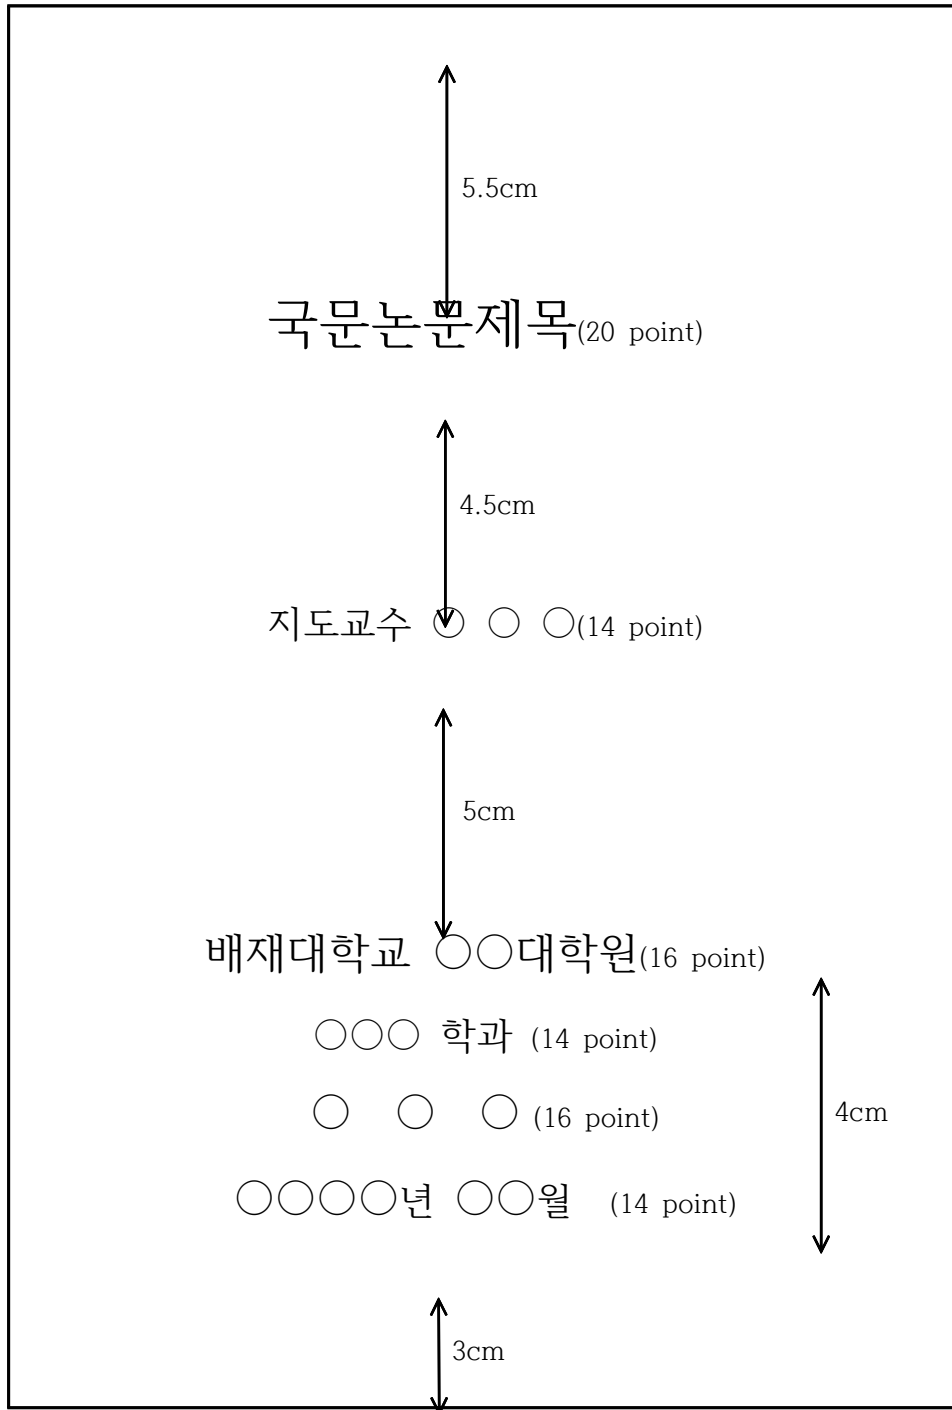 5.5cm
국문논문제목(20 point)
4.5cm
지도교수 ○ ○ ○(14 point)
5cm
배재대학교 ○○대학원(16 point)
○○○ 학과 (14 point)
○ ○ ○ (16 point)
4cm
○○○○년 ○○월 (14 point)
3cm